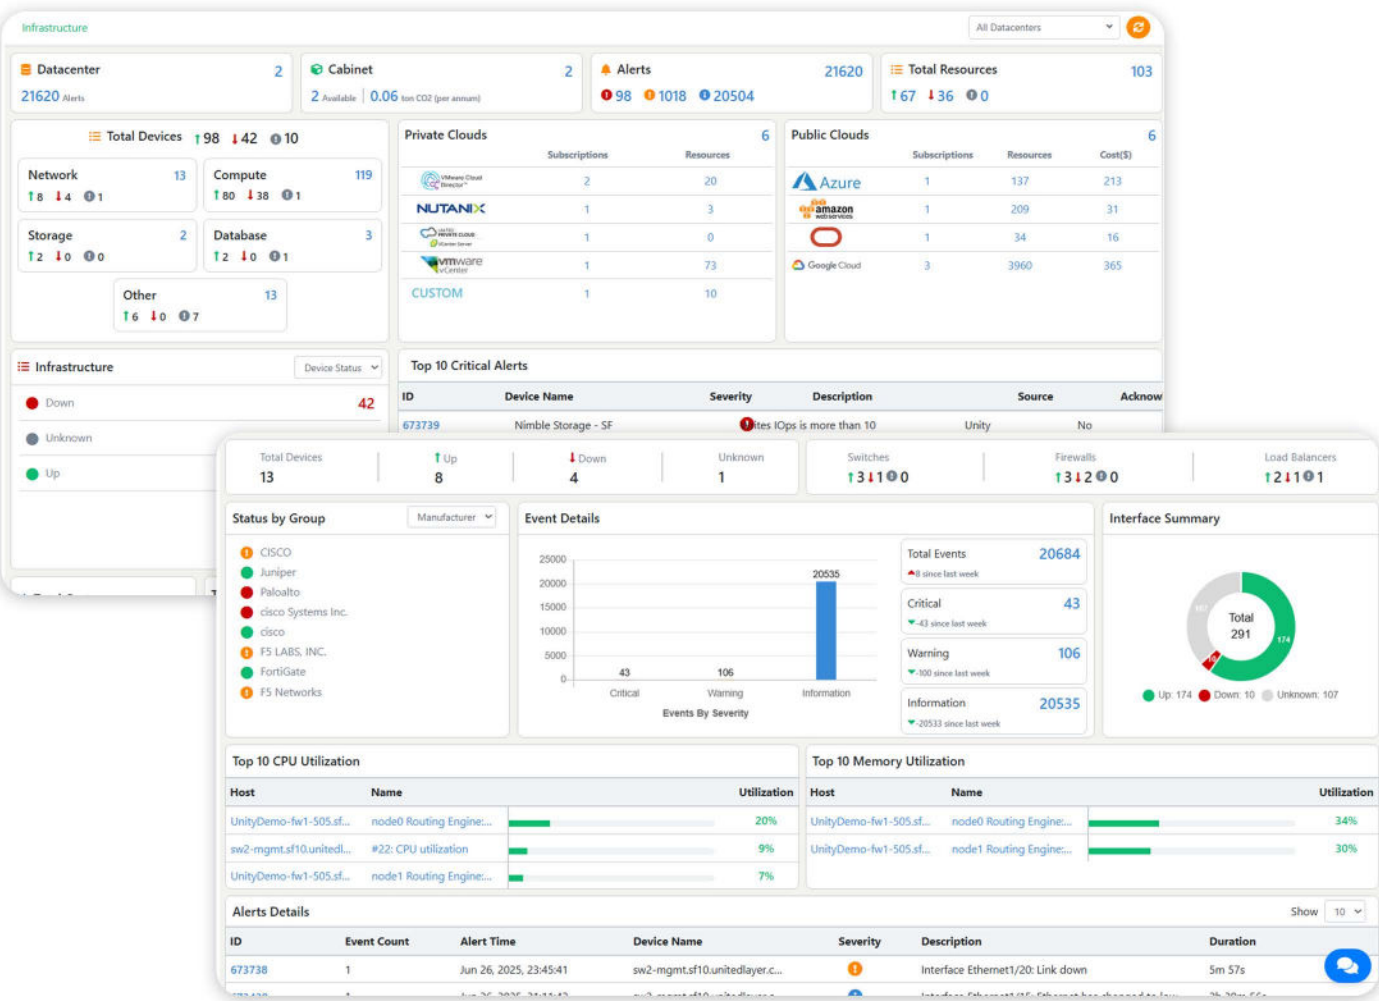 Infrastructure
All Datacenters
Datacenter 2
21620 Alerts
Cabinet 2
2 Available 0.06 ton CO2 (per annum)
Alerts 21620
98 1018 20504
Total Resources 103
67 36 0
Total Devices 98 42 10
Network 13
8 4 1
Compute 119
80 38 1
Storage 2
2 0 0
Database 3
2 0 1
Other 13
6 0 7
Private Clouds 6
Subscriptions Resources
VMware Cloud Director™ 2 20
NUTANIX 1 3
UNITED PRIVATE CLOUD vCenter Server 1 0
vmware vCenter 1 73
CUSTOM 1 10
Public Clouds 6
Subscriptions Resources Cost($)
Azure 1 137 213
amazon webservices 1 209 31
1 34 16
Google Cloud 3 3960 365
Infrastructure Device Status
Down 42
Unknown
Up
Top 10 Critical Alerts
ID Device Name Severity Description Source Acknow
673739 Nimble Storage - SF ites IOps is more than 10 Unity No
Total Devices Up Down Unknown
13 8 4 1
Switches Firewalls Load Balancers
3 1 0 3 2 0 2 1 1
Status by Group Manufacturer
CISCO
Juniper
Paloalto
cisco Systems Inc.
cisco
F5 LABS, INC.
FortiGate
F5 Networks
Event Details
25000
20000
15000
10000
5000
0
43 106 20535
Critical Warning Information
Events By Severity
Total Events 20684
8 since last week
Critical 43
-43 since last week
Warning 106
-100 since last week
Information 20535
-20533 since last week
Interface Summary
Total
291
107
174
10
Up: 174 Down: 10 Unknown: 107
Top 10 CPU Utilization
Host Name Utilization
UnityDemo-fw1-505.sf... node0 Routing Engine:... 20%
sw2-mgmt.sf10.unitedl... #22: CPU utilization 9%
UnityDemo-fw1-505.sf... node1 Routing Engine:... 7%
Top 10 Memory Utilization
Host Name Utilization
UnityDemo-fw1-505.sf... node0 Routing Engine:... 34%
UnityDemo-fw1-505.sf... node1 Routing Engine:... 30%
Alerts Details Show 10
ID Event Count Alert Time Device Name Severity Description Duration
673738 1 Jun 26, 2025, 23:45:41 sw2-mgmt.sf10.unitedlayer.c... Interface Ethernet1/20: Link down 5m 57s